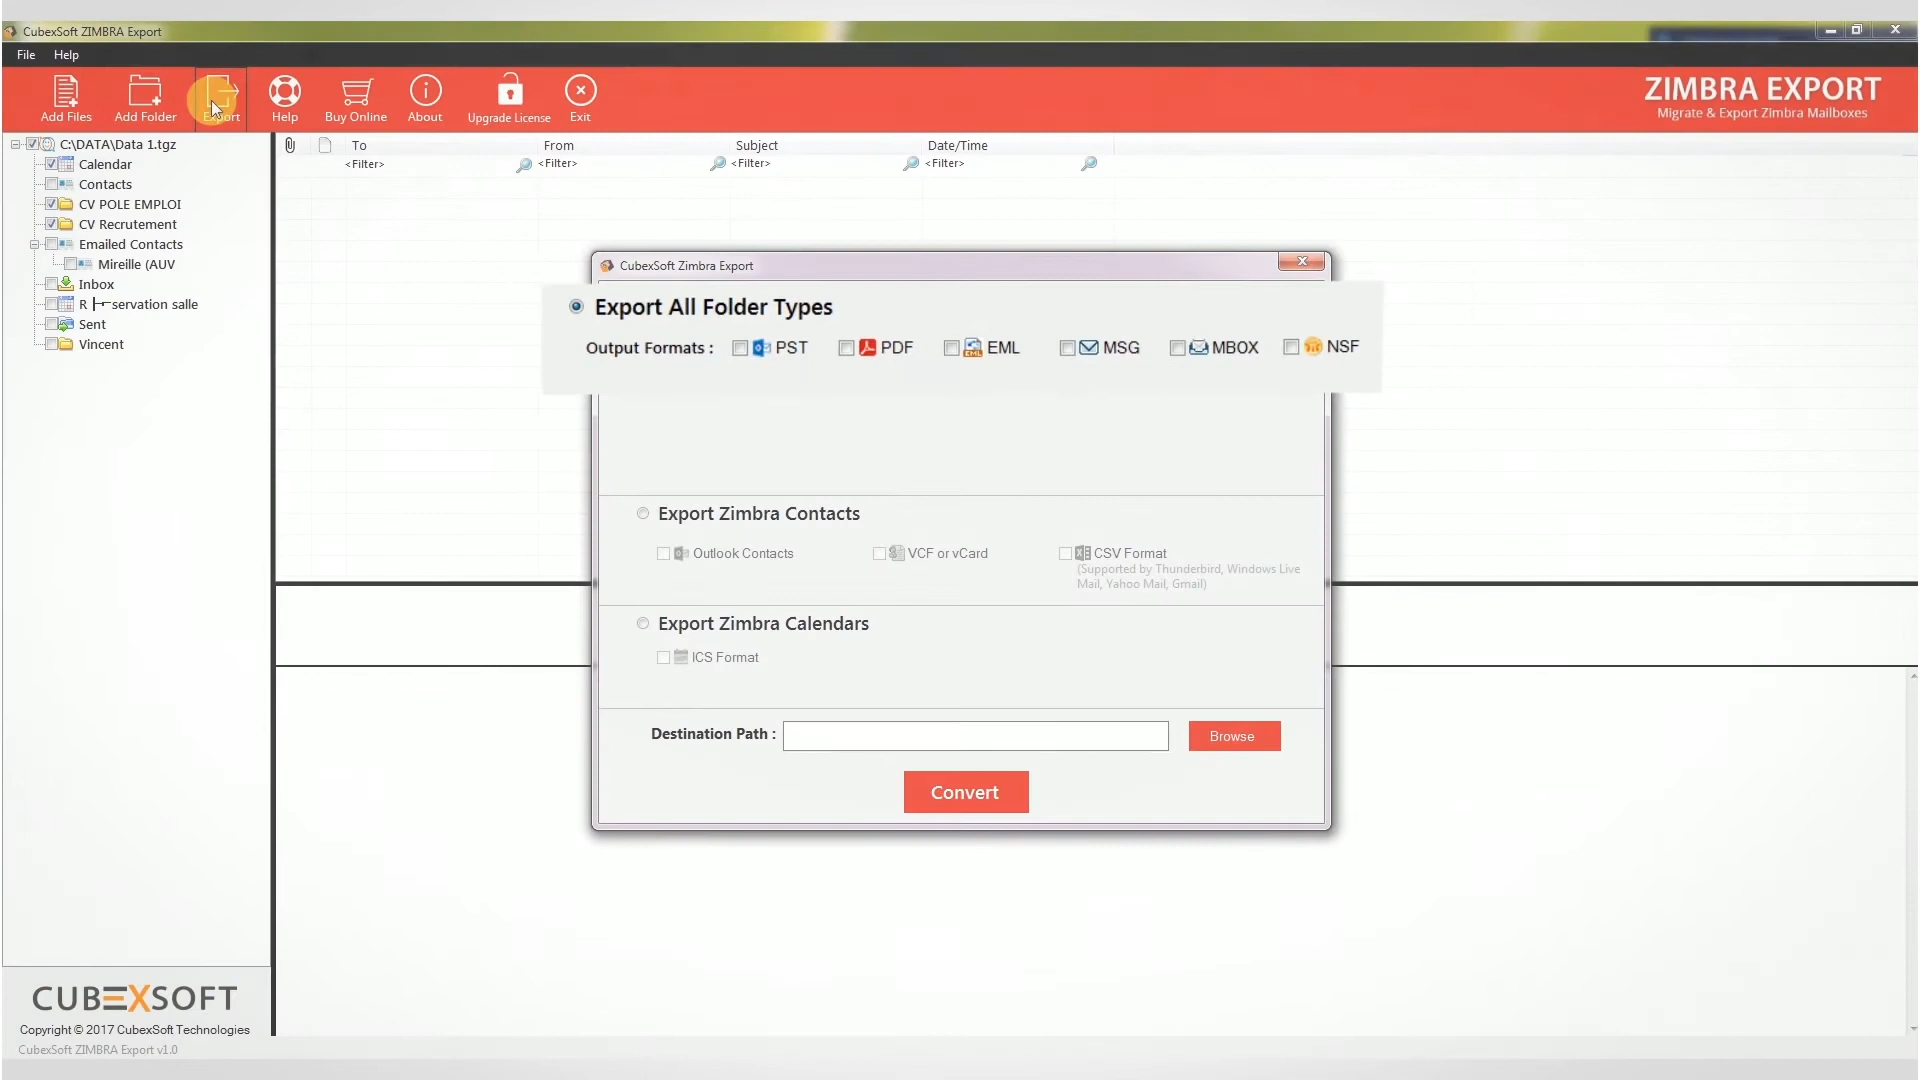 CubexSoft ZIMBRA Export
File Help
Add Files Add Folder Export Help Buy Online About Upgrade License Exit
ZIMBRA EXPORT
Migrate & Export Zimbra Mailboxes
C:\DATA\Data 1.tgz
Calendar
Contacts
CV POLE EMPLOI
CV Recrutement
Emailed Contacts
Mireille (AUV
Inbox
R ├⌐servation salle
Sent
Vincent
To From Subject Date/Time
<Filter> <Filter> <Filter> <Filter>
CubexSoft Zimbra Export
Export All Folder Types
Output Formats : PST PDF EML MSG MBOX NSF
Export Zimbra Contacts
Outlook Contacts VCF or vCard CSV Format
(Supported by Thunderbird, Windows Live
Mail, Yahoo Mail, Gmail)
Export Zimbra Calendars
ICS Format
Destination Path : Browse
Convert
CUBEXSOFT
Copyright © 2017 CubexSoft Technologies
CubexSoft ZIMBRA Export v1.0